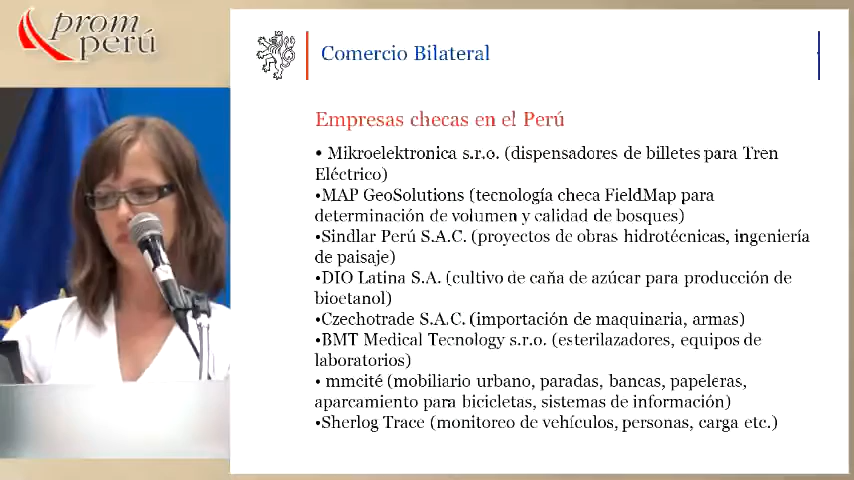 prom
perú
Comercio Bilateral
Empresas checas en el Perú
• Mikroelektronica s.r.o. (dispensadores de billetes para Tren
Eléctrico)
•MAP GeoSolutions (tecnología checa FieldMap para
determinación de volumen y calidad de bosques)
•Sindlar Perú S.A.C. (proyectos de obras hidrotécnicas, ingeniería
de paisaje)
•DIO Latina S.A. (cultivo de caňa de azúcar para producción de
bioetanol)
•Czechotrade S.A.C. (importación de maquinaria, armas)
•BMT Medical Tecnology s.r.o. (esterilazadores, equipos de
laboratorios)
• mmcité (mobiliario urbano, paradas, bancas, papeleras,
aparcamiento para bicicletas, sistemas de información)
•Sherlog Trace (monitoreo de vehículos, personas, carga etc.)